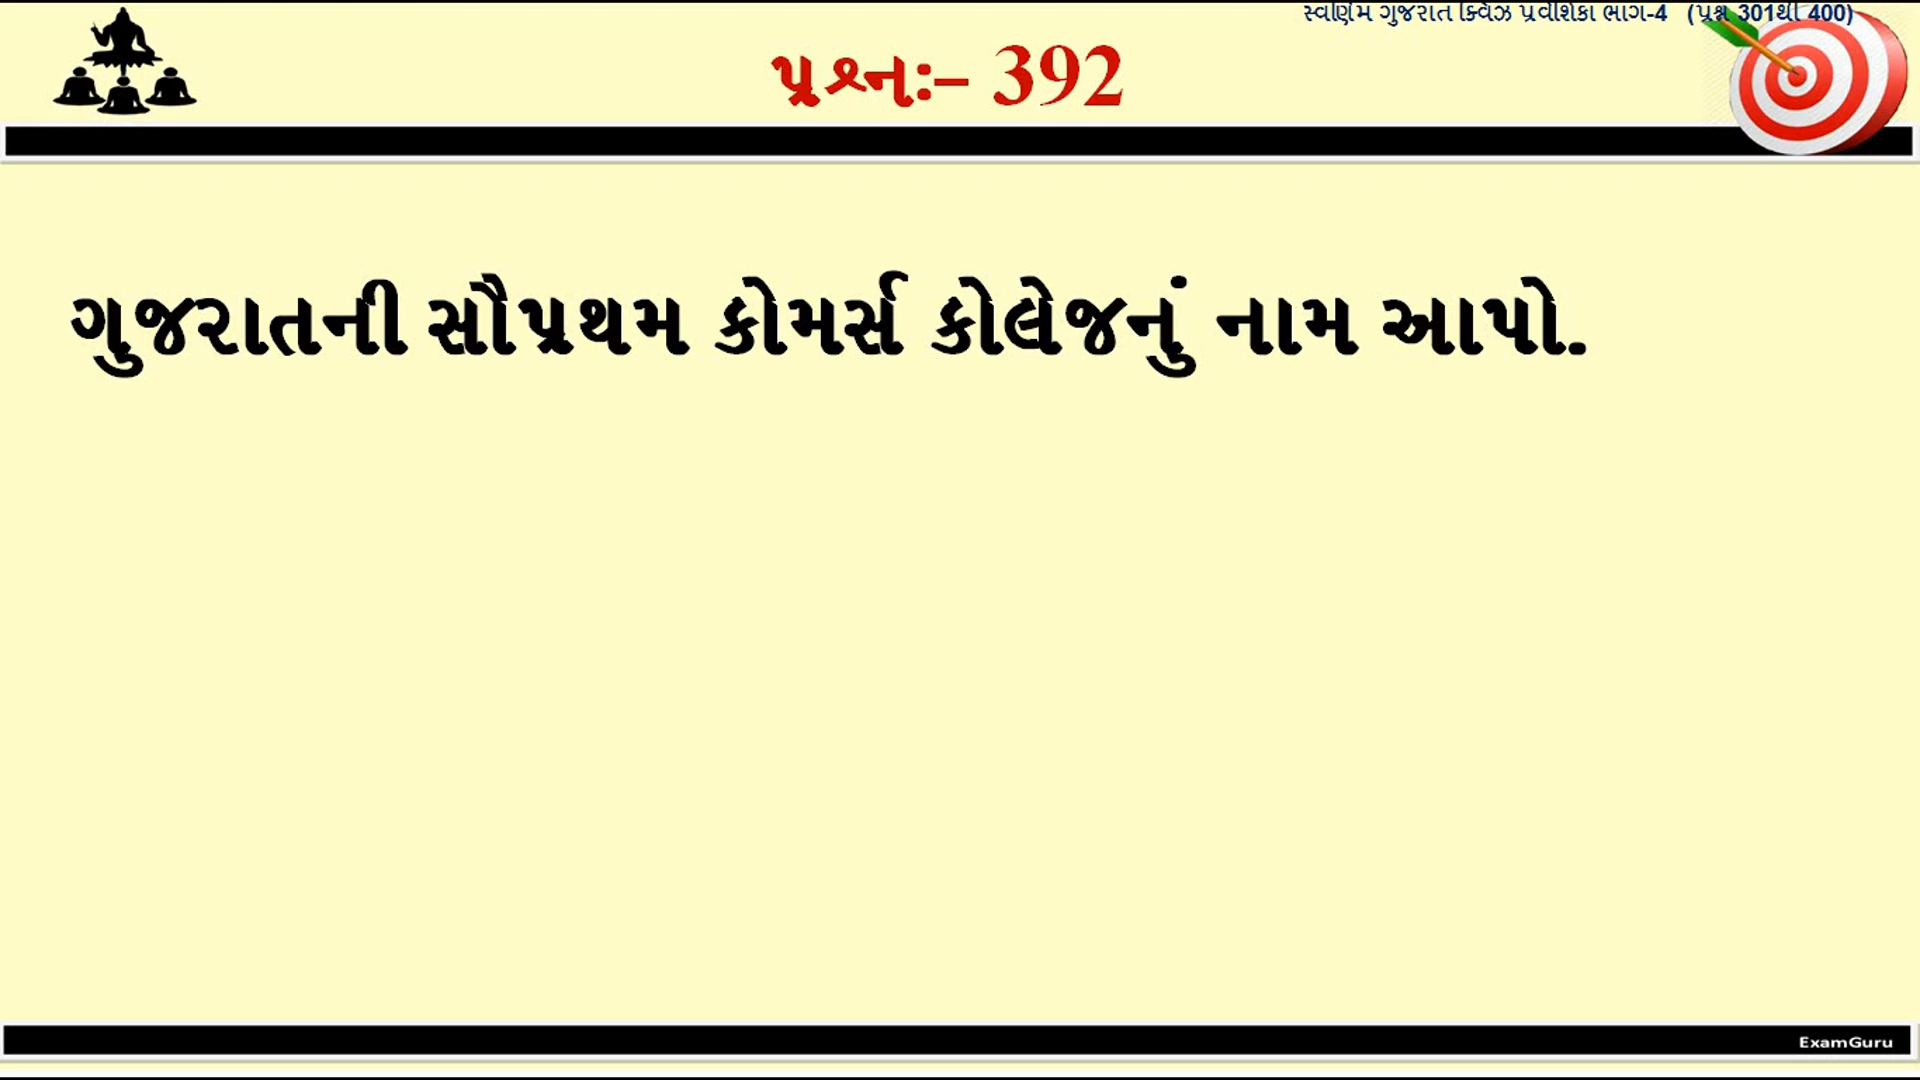 સ્વર્ણિમ ગુજરાત ક્વિઝ પ્રવેશિકા ભાગ-4 (પ્રશ્ન 301થી 400)
પ્રશ્નઃ– 392
ગુજરાતની સૌપ્રથમ કોમર્સ કોલેજનું નામ આપો.
ExamGuru